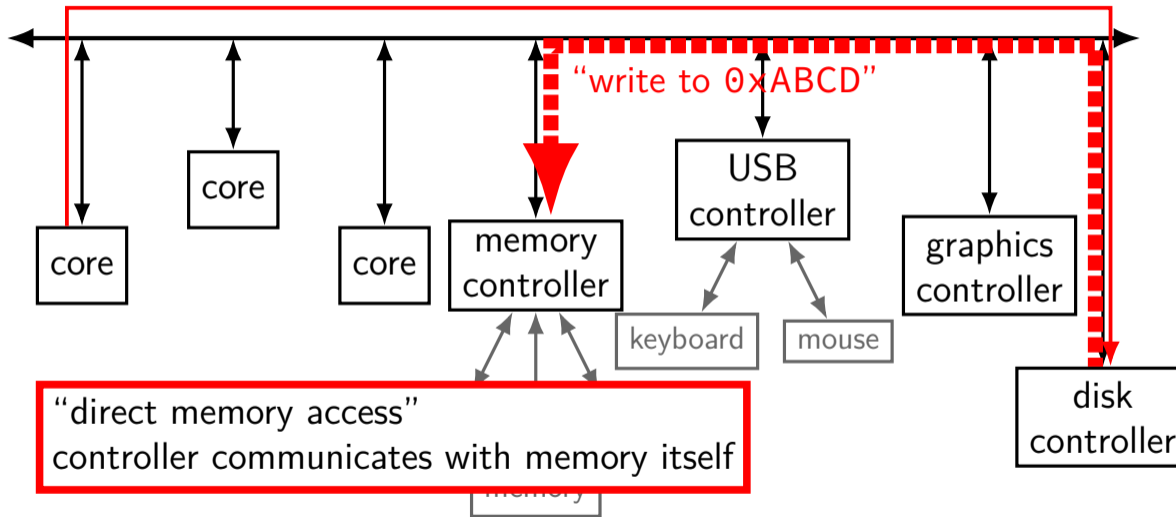 “write to 0xABCD”
core
core
core
memory
controller
USB
controller
graphics
controller
keyboard
mouse
disk
controller
“direct memory access”
controller communicates with memory itself
memory